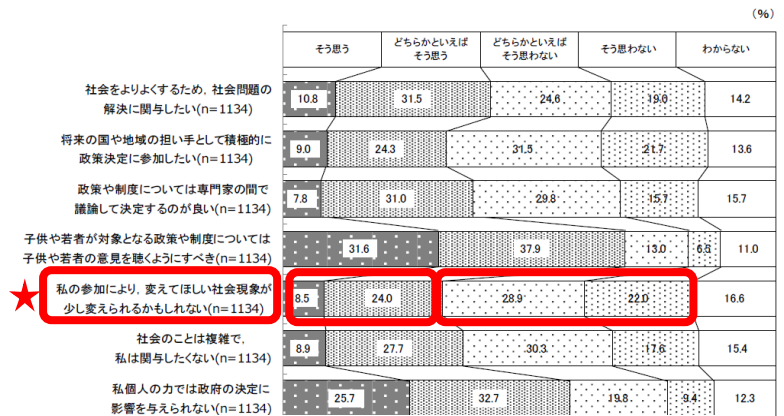 (%)
そう思う
どちらかといえば
そう思う
どちらかといえば
そう思わない
そう思わない
わからない
社会をよりよくするため, 社会問題の
解決に関与したい(n=1134)
10.8 31.5 24.6 19.0 14.2
将来の国や地域の担い手として積極的に
政策決定に参加したい(n=1134)
9.0 24.3 31.5 21.7 13.6
政策や制度については専門家の間で
議論して決定するのが良い(n=1134)
7.8 31.0 29.8 15.7 15.7
子供や若者が対象となる政策や制度については
子供や若者の意見を聴くようにすべき(n=1134)
31.6 37.9 13.0 6.5 11.0
私の参加により, 変えてほしい社会現象が
少し変えられるかもしれない(n=1134)
8.5 24.0 28.9 22.0 16.6
社会のことは複雑で,
私は関与したくない(n=1134)
8.9 27.7 30.3 17.6 15.4
私個人の力では政府の決定に
影響を与えられない(n=1134)
25.7 32.7 19.8 9.4 12.3